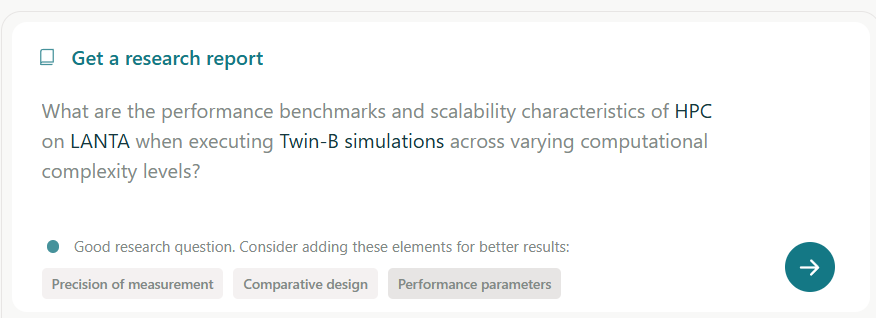 Get a research report
What are the performance benchmarks and scalability characteristics of HPC
on LANTA when executing Twin-B simulations across varying computational
complexity levels?
Good research question. Consider adding these elements for better results:
Precision of measurement Comparative design Performance parameters